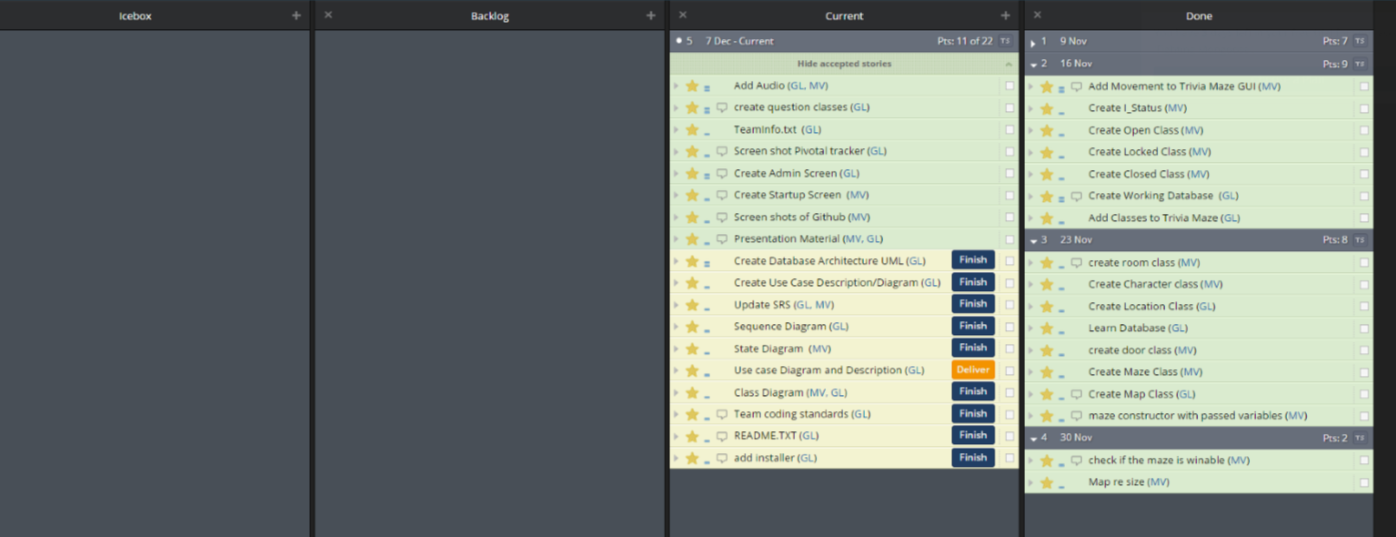 Icebox
Backlog
Current
5 7 Dec - Current Pts: 11 of 22 TS
Hide accepted stories
Add Audio (GL, MV)
create question classes (GL)
TeamInfo.txt (GL)
Screen shot Pivotal tracker (GL)
Create Admin Screen (GL)
Create Startup Screen (MV)
Screen shots of Github (MV)
Presentation Material (MV, GL)
Create Database Architecture UML (GL) Finish
Create Use Case Description/Diagram (GL) Finish
Update SRS (GL, MV) Finish
Sequence Diagram (GL) Finish
State Diagram (MV) Finish
Use case Diagram and Description (GL) Deliver
Class Diagram (MV, GL) Finish
Team coding standards (GL) Finish
README.TXT (GL) Finish
add installer (GL) Finish
Done
1 9 Nov Pts: 7 TS
2 16 Nov Pts: 9 TS
Add Movement to Trivia Maze GUI (MV)
Create I_Status (MV)
Create Open Class (MV)
Create Locked Class (MV)
Create Closed Class (MV)
Create Working Database (GL)
Add Classes to Trivia Maze (GL)
3 23 Nov Pts: 8 TS
create room class (MV)
Create Character class (MV)
Create Location Class (GL)
Learn Database (GL)
create door class (MV)
Create Maze Class (MV)
Create Map Class (GL)
maze constructor with passed variables (MV)
4 30 Nov Pts: 2 TS
check if the maze is winable (MV)
Map re size (MV)